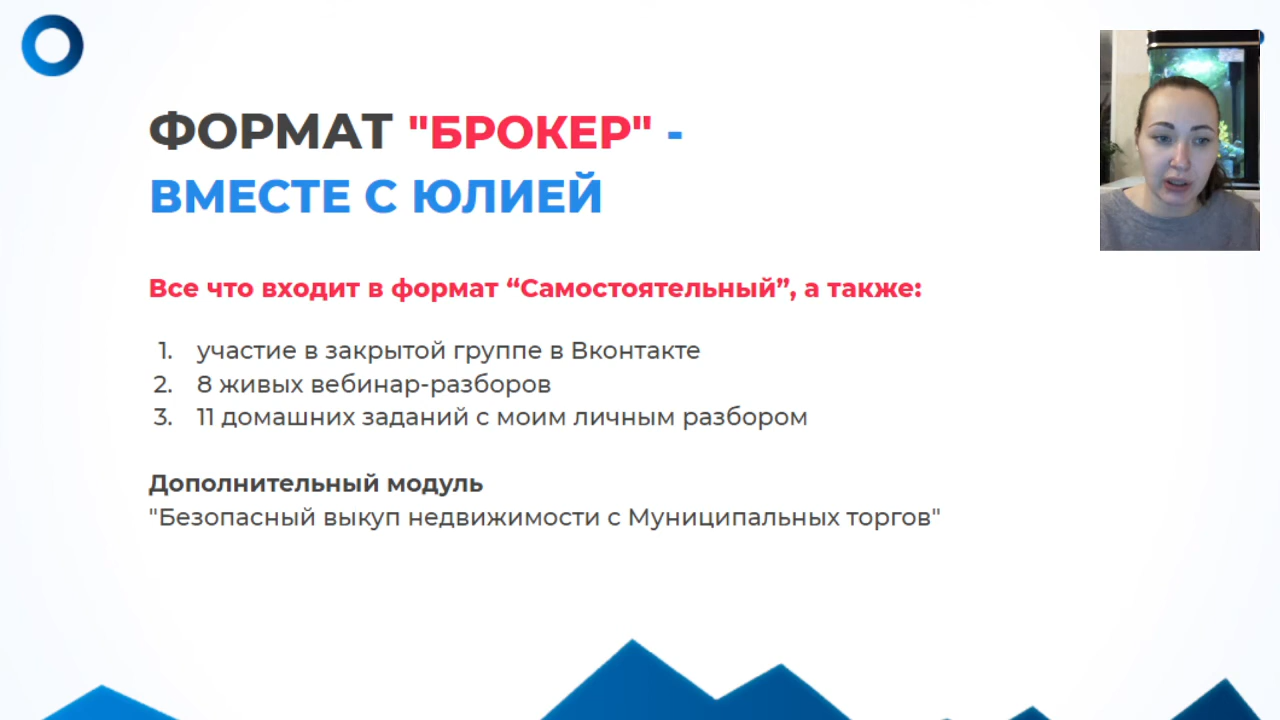 ФОРМАТ "БРОКЕР" -
ВМЕСТЕ С ЮЛИЕЙ
Все что входит в формат “Самостоятельный”, а также:
1. участие в закрытой группе в Вконтакте
2. 8 живых вебинар-разборов
3. 11 домашних заданий с моим личным разбором
Дополнительный модуль
"Безопасный выкуп недвижимости с Муниципальных торгов"